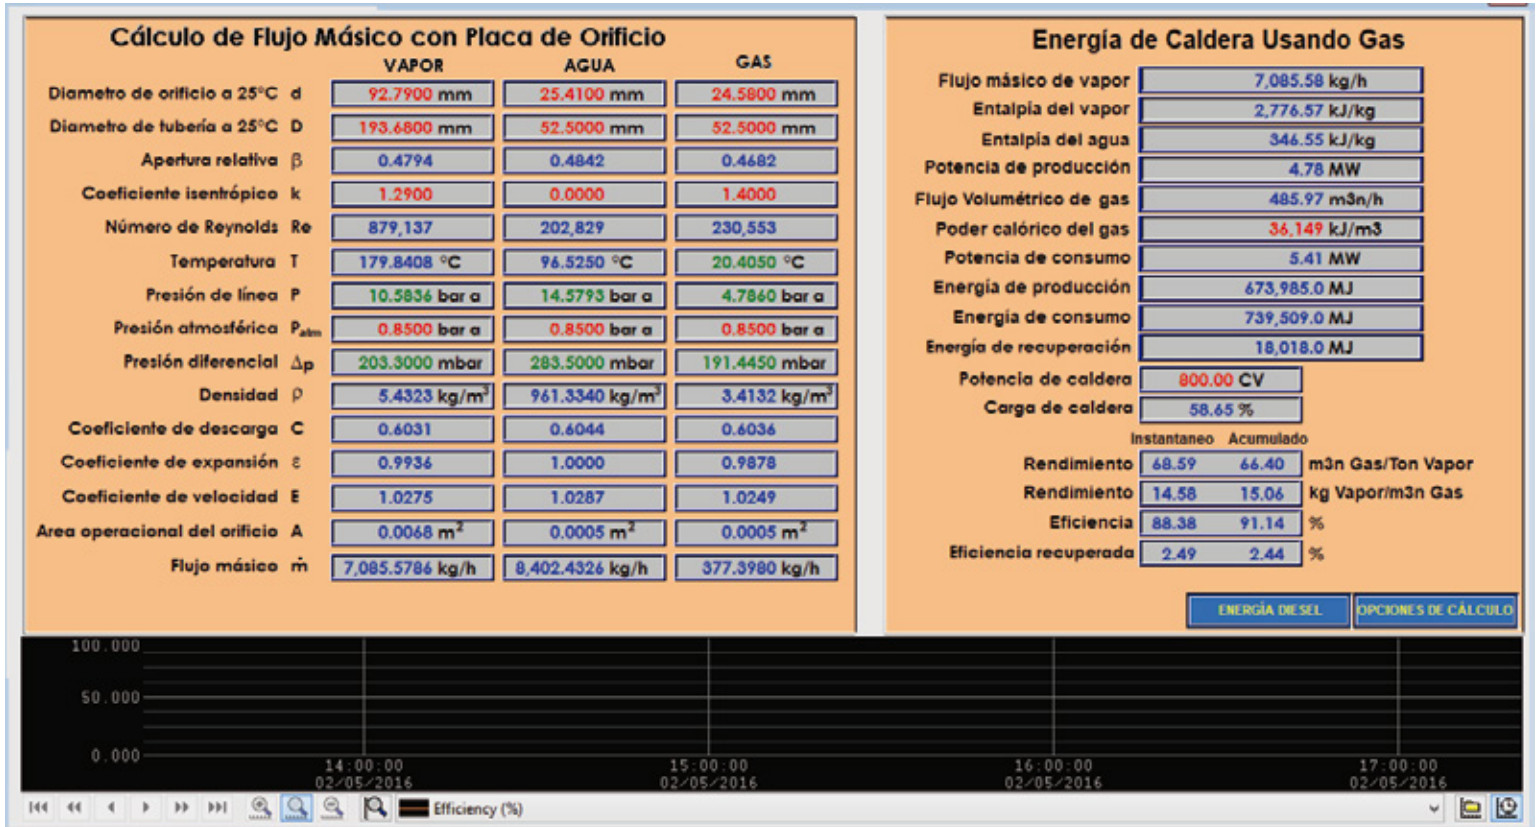 Cálculo de Flujo Másico con Placa de Orificio
VAPOR AGUA GAS
Diametro de orificio a 25°C d 92.7900 mm 25.4100 mm 24.5800 mm
Diametro de tubería a 25°C D 193.6800 mm 52.5000 mm 52.5000 mm
Apertura relativa β 0.4794 0.4842 0.4682
Coeficiente isentrópico k 1.2900 0.0000 1.4000
Número de Reynolds Re 879,137 202,829 230,553
Temperatura T 179.8408 °C 96.5250 °C 20.4050 °C
Presión de línea P 10.5836 bar a 14.5793 bar a 4.7860 bar a
Presión atmosférica Patm 0.8500 bar a 0.8500 bar a 0.8500 bar a
Presión diferencial Δp 203.3000 mbar 283.5000 mbar 191.4450 mbar
Densidad ρ 5.4323 kg/m³ 961.3340 kg/m³ 3.4132 kg/m³
Coeficiente de descarga C 0.6031 0.6044 0.6036
Coeficiente de expansión ε 0.9936 1.0000 0.9878
Coeficiente de velocidad E 1.0275 1.0287 1.0249
Area operacional del orificio A 0.0068 m² 0.0005 m² 0.0005 m²
Flujo másico ṁ 7,085.5786 kg/h 8,402.4326 kg/h 377.3980 kg/h
Energía de Caldera Usando Gas
Flujo másico de vapor 7,085.58 kg/h
Entalpía del vapor 2,776.57 kJ/kg
Entalpía del agua 346.55 kJ/kg
Potencia de producción 4.78 MW
Flujo Volumétrico de gas 485.97 m3n/h
Poder calórico del gas 36,149 kJ/m3
Potencia de consumo 5.41 MW
Energía de producción 673,985.0 MJ
Energía de consumo 739,509.0 MJ
Energía de recuperación 18,018.0 MJ
Potencia de caldera 800.00 CV
Carga de caldera 58.65 %
Instantaneo Acumulado
Rendimiento 68.59 66.40 m3n Gas/Ton Vapor
Rendimiento 14.58 15.06 kg Vapor/m3n Gas
Eficiencia 88.38 91.14 %
Eficiencia recuperada 2.49 2.44 %
ENERGÍA DIESEL OPCIONES DE CÁLCULO
100.000
50.000
0.000
14:00:00 15:00:00 16:00:00 17:00:00
02/05/2016 02/05/2016 02/05/2016 02/05/2016
Efficiency (%)